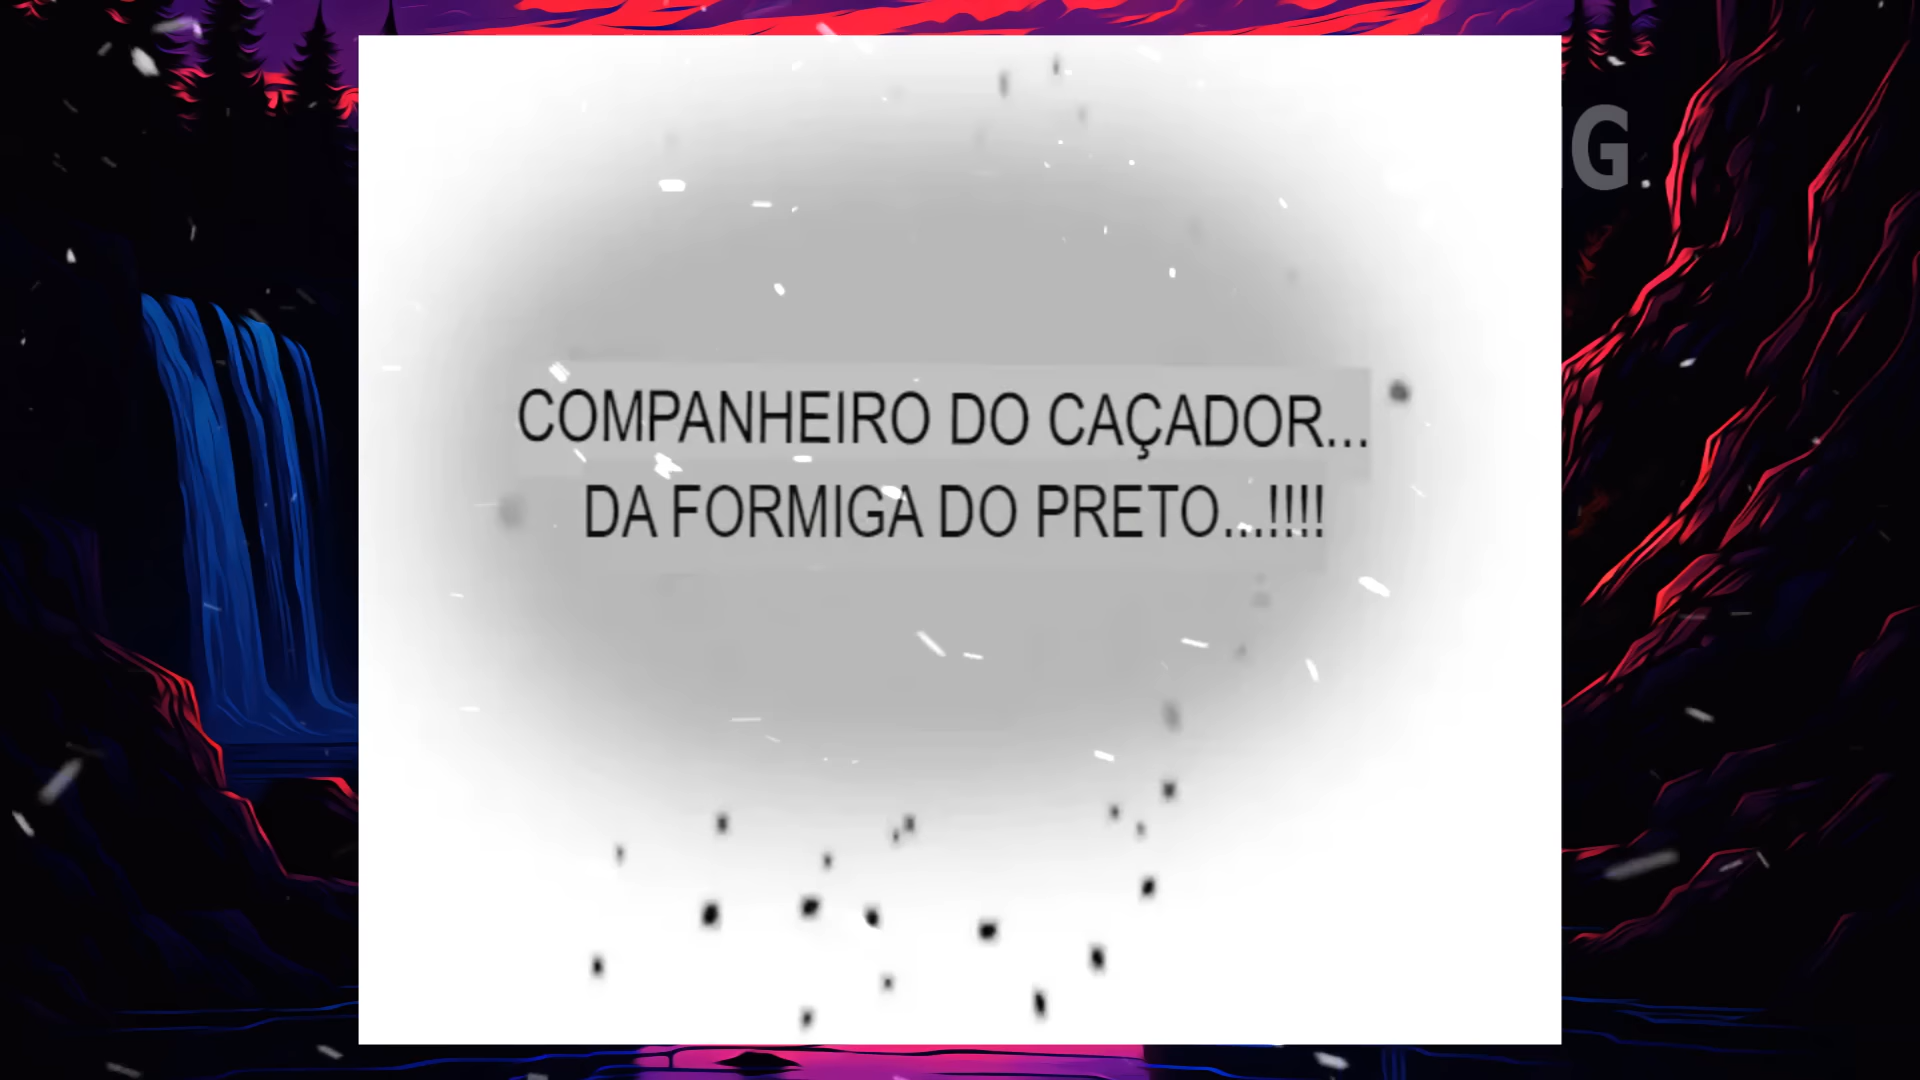 COMPANHEIRO DO CAÇADOR...
DA FORMIGA DO PRETO...!!!!
G